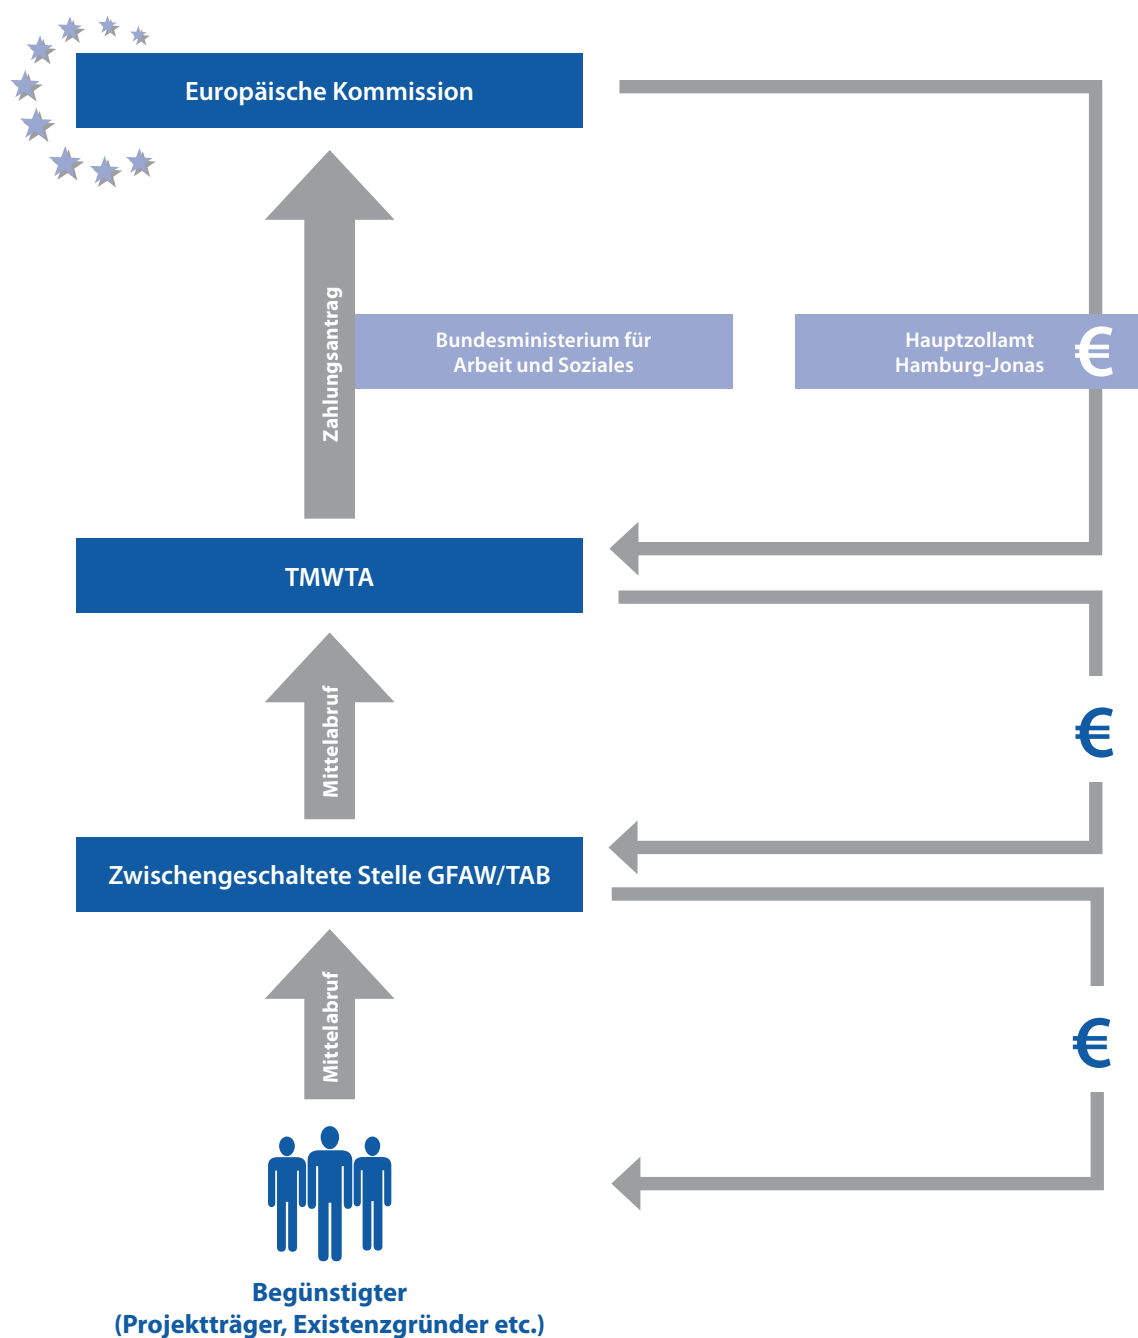 Europäische Kommission
Zahlungsantrag
Bundesministerium für
Arbeit und Soziales
Hauptzollamt
Hamburg-Jonas
€
TMWTA
Mittelabruf
€
Zwischengeschaltete Stelle GFAW/TAB
Mittelabruf
€
Begünstigter
(Projektträger, Existenzgründer etc.)